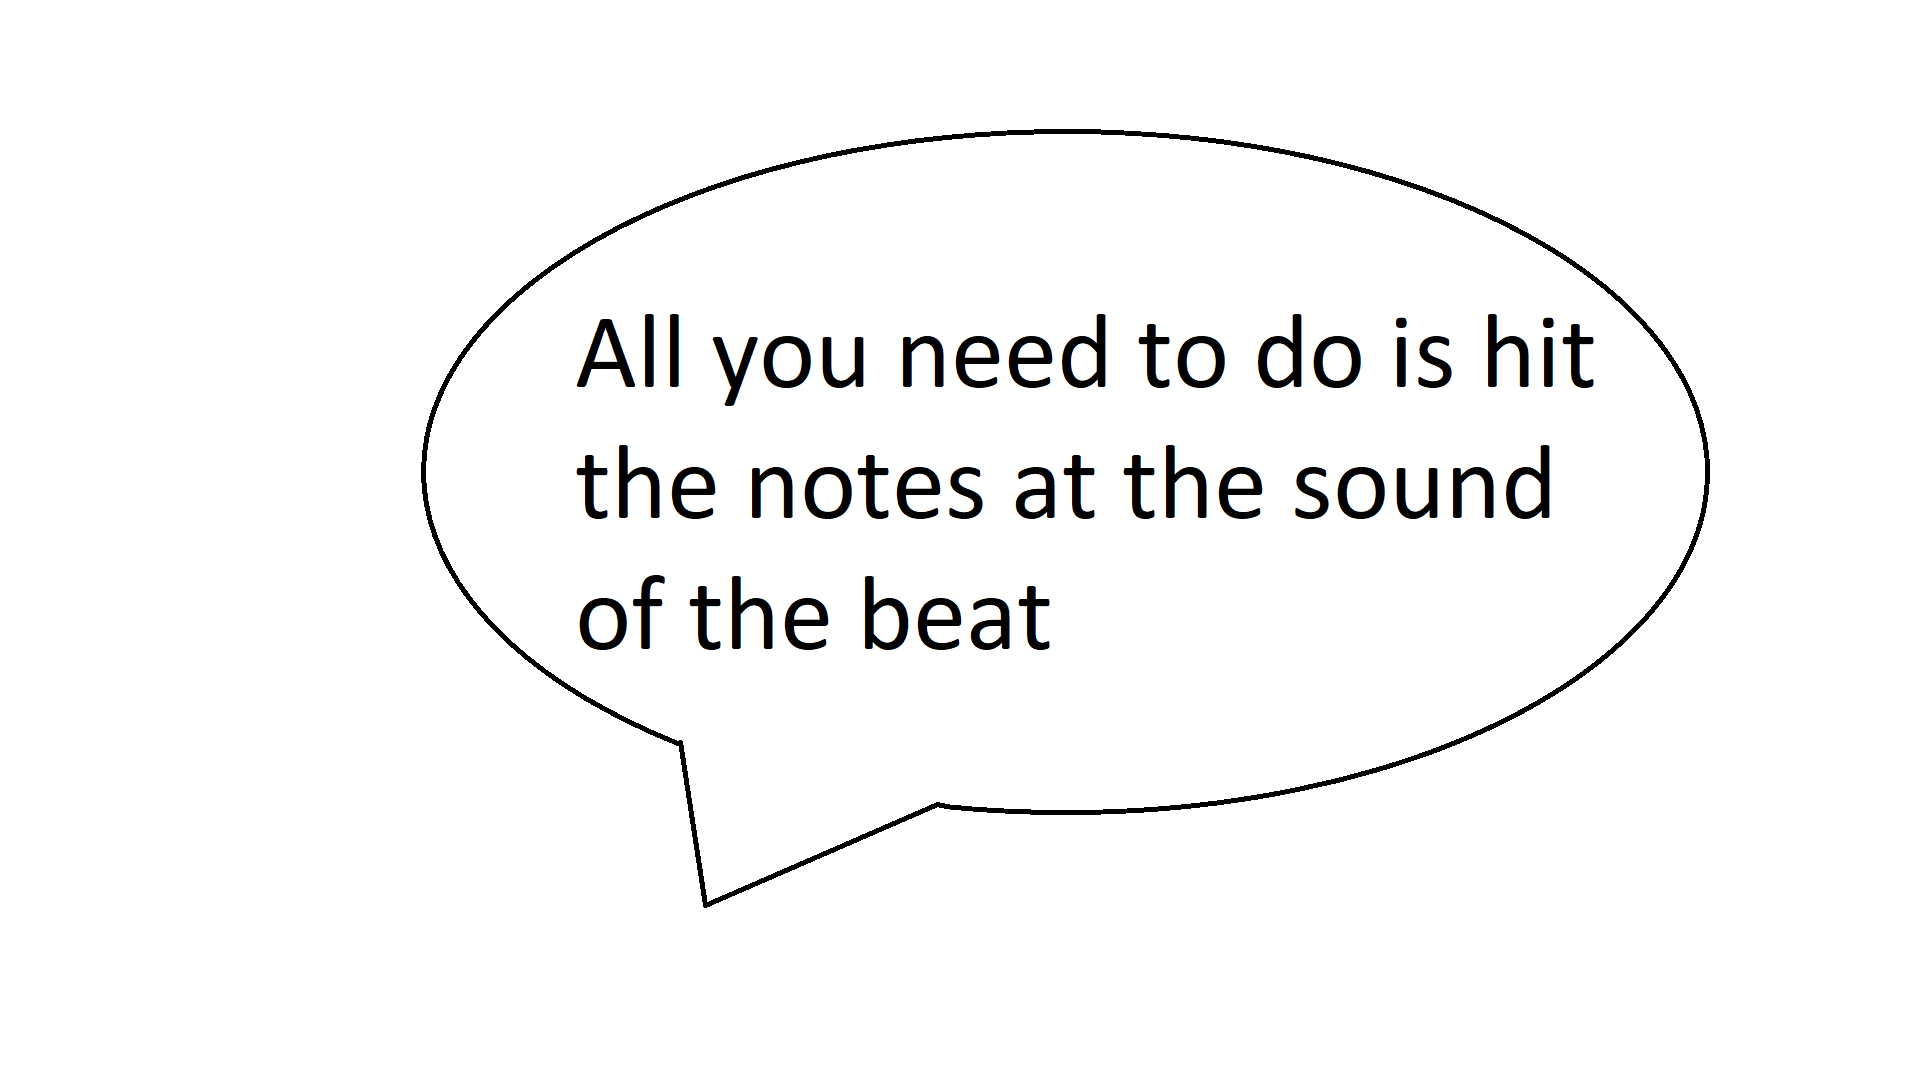 All you need to do is hit
the notes at the sound
of the beat